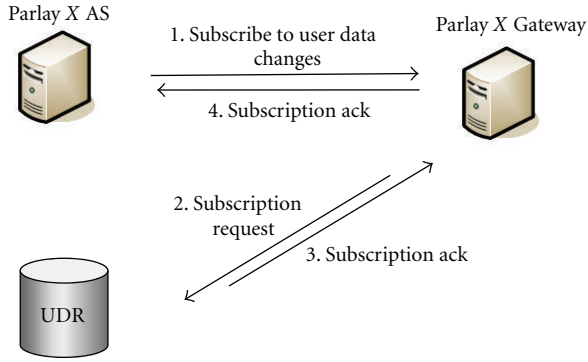 Parlay X AS
Parlay X Gateway
1. Subscribe to user data
changes
4. Subscription ack
2. Subscription
request
3. Subscription ack
UDR